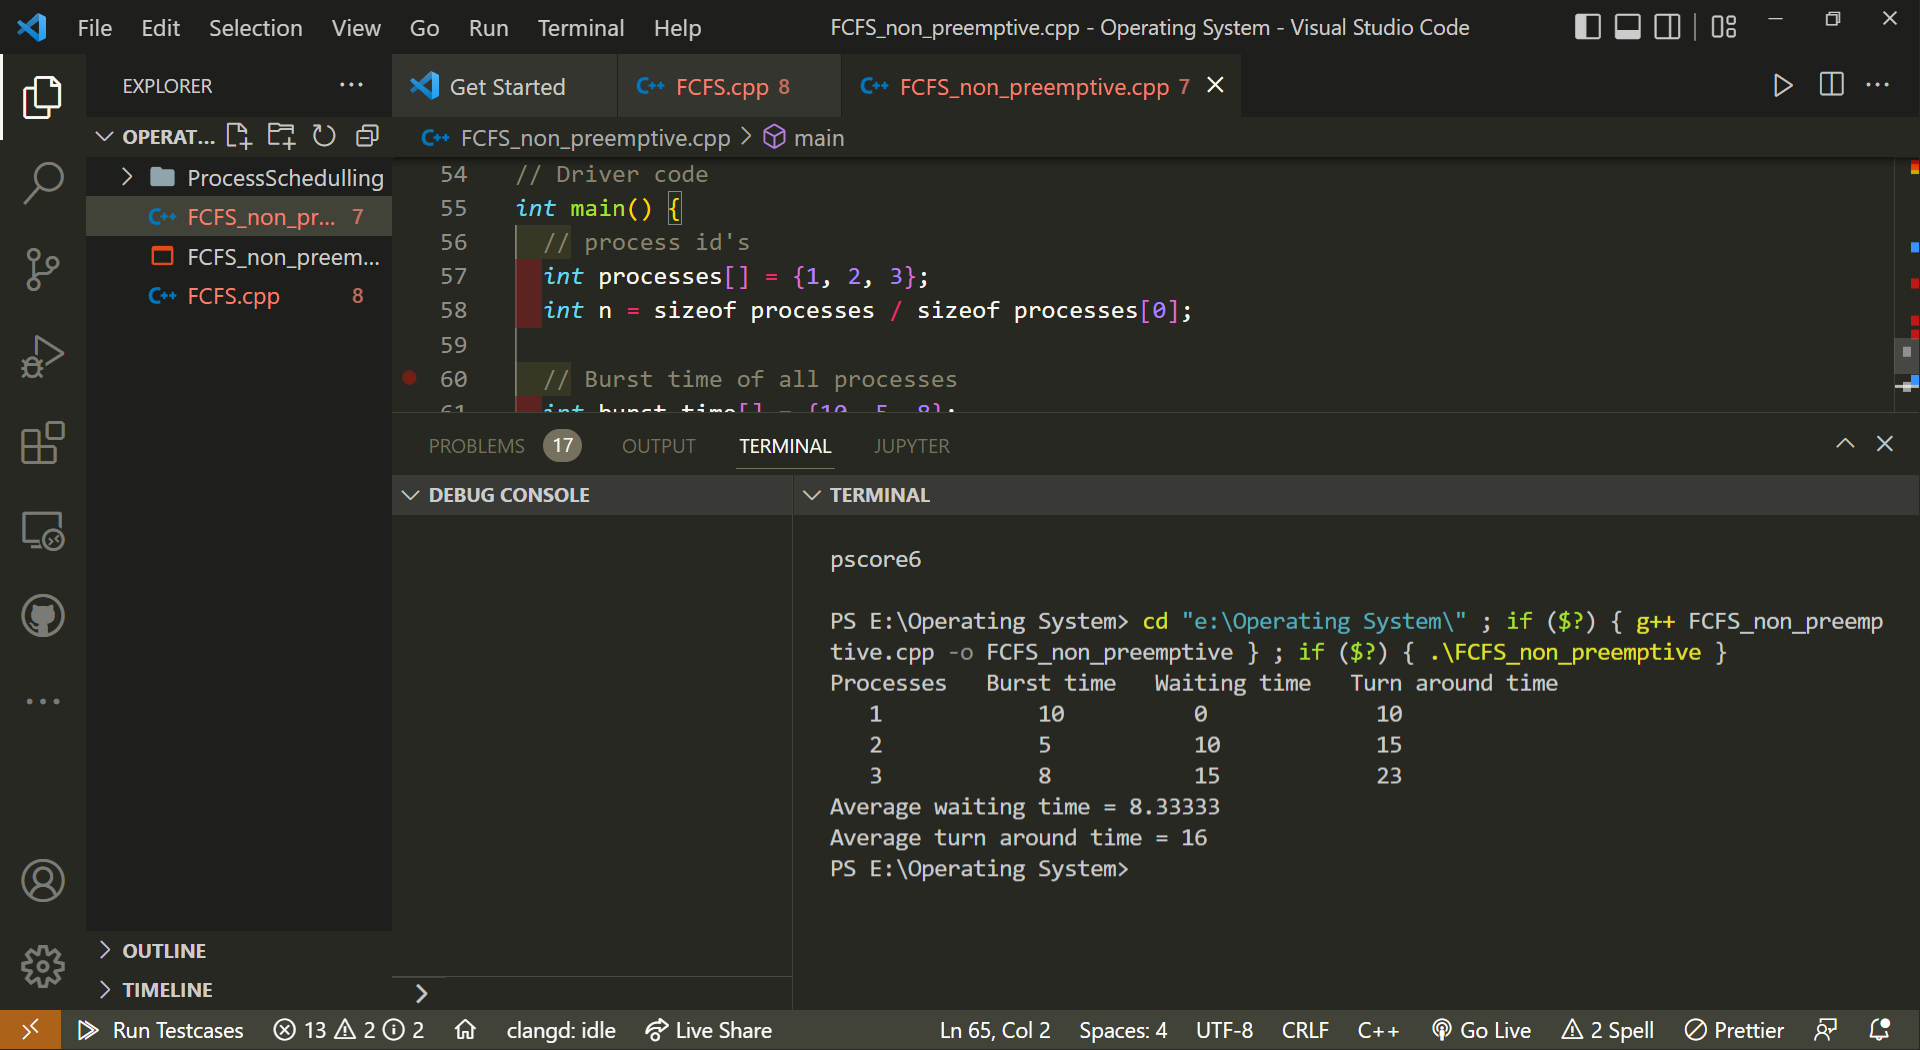 File Edit Selection View Go Run Terminal Help FCFS_non_preemptive.cpp - Operating System - Visual Studio Code
EXPLORER
Get Started
C++ FCFS.cpp 8
C++ FCFS_non_preemptive.cpp 7
OPERAT...
C++ FCFS_non_preemptive.cpp > main
ProcessSchedulling
C++ FCFS_non_pr... 7
FCFS_non_preem...
C++ FCFS.cpp 8
54 // Driver code
55 int main() {
56 // process id's
57 int processes[] = {1, 2, 3};
58 int n = sizeof processes / sizeof processes[0];
59
60 // Burst time of all processes
61 int burst_time[] = {10, 5, 8};
PROBLEMS 17 OUTPUT TERMINAL JUPYTER
DEBUG CONSOLE
TERMINAL
pscore6
PS E:\Operating System> cd "e:\Operating System\" ; if ($?) { g++ FCFS_non_preemp
tive.cpp -o FCFS_non_preemptive } ; if ($?) { .\FCFS_non_preemptive }
Processes Burst time Waiting time Turn around time
1 10 0 10
2 5 10 15
3 8 15 23
Average waiting time = 8.33333
Average turn around time = 16
PS E:\Operating System>
OUTLINE
TIMELINE
>
Run Testcases 13 2 2 clangd: idle Live Share Ln 65, Col 2 Spaces: 4 UTF-8 CRLF C++ Go Live 2 Spell Prettier